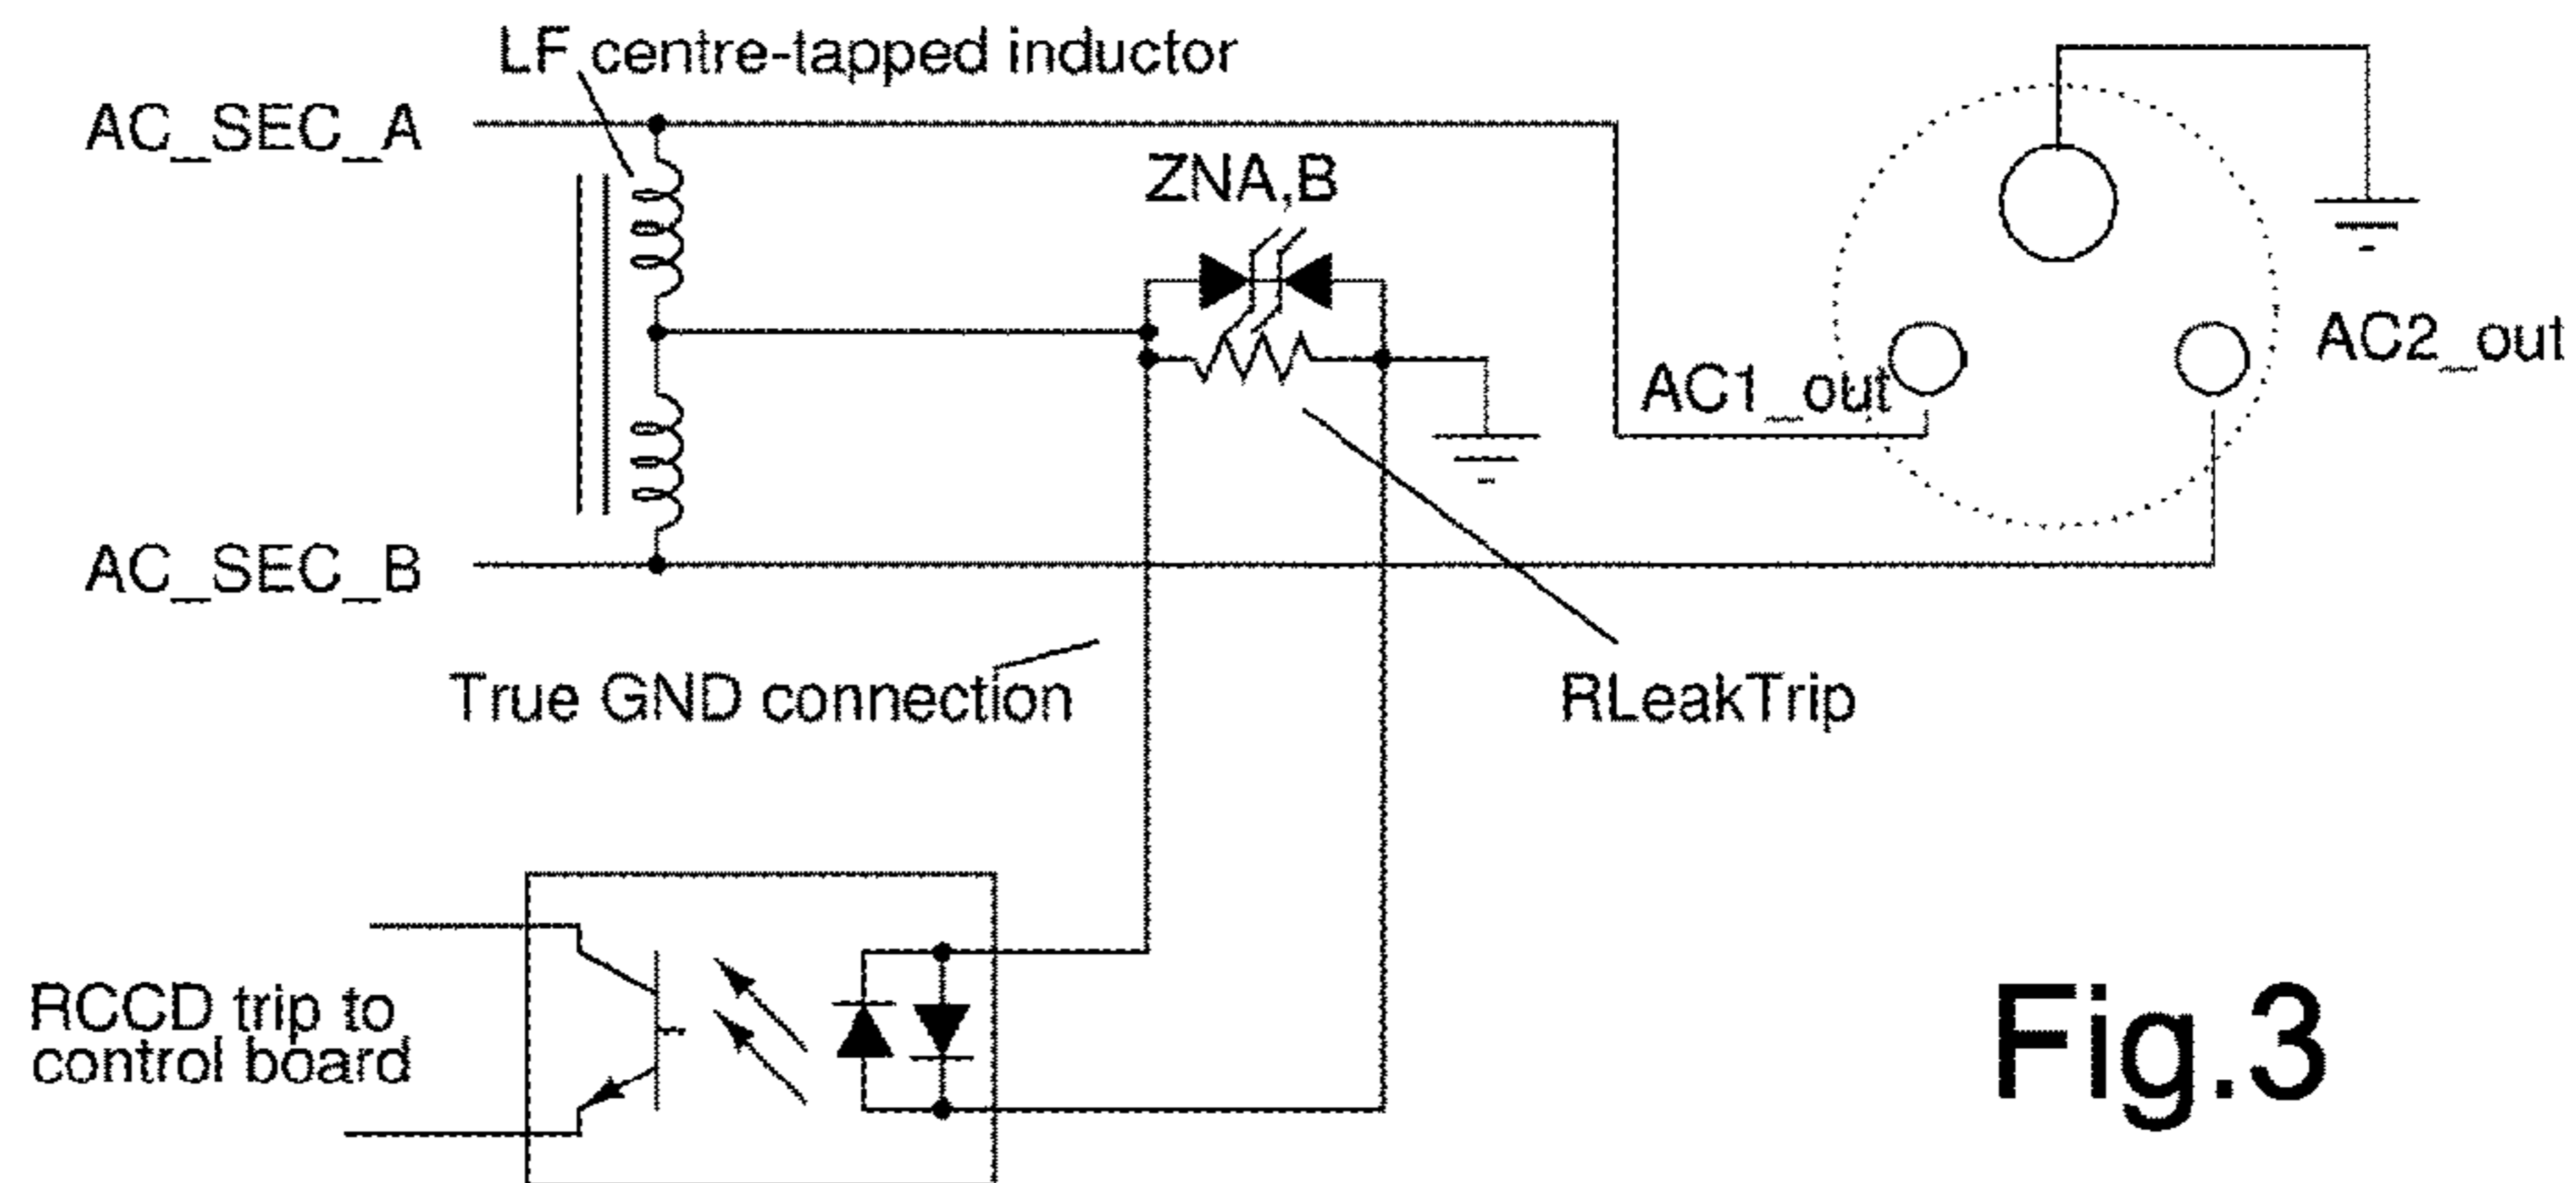 LF centre-tapped inductor
AC_SEC_A
ZNA,B
AC2_out
AC1_out
AC_SEC_B
True GND connection
RLeakTrip
RCCD trip to
control board
Fig.3